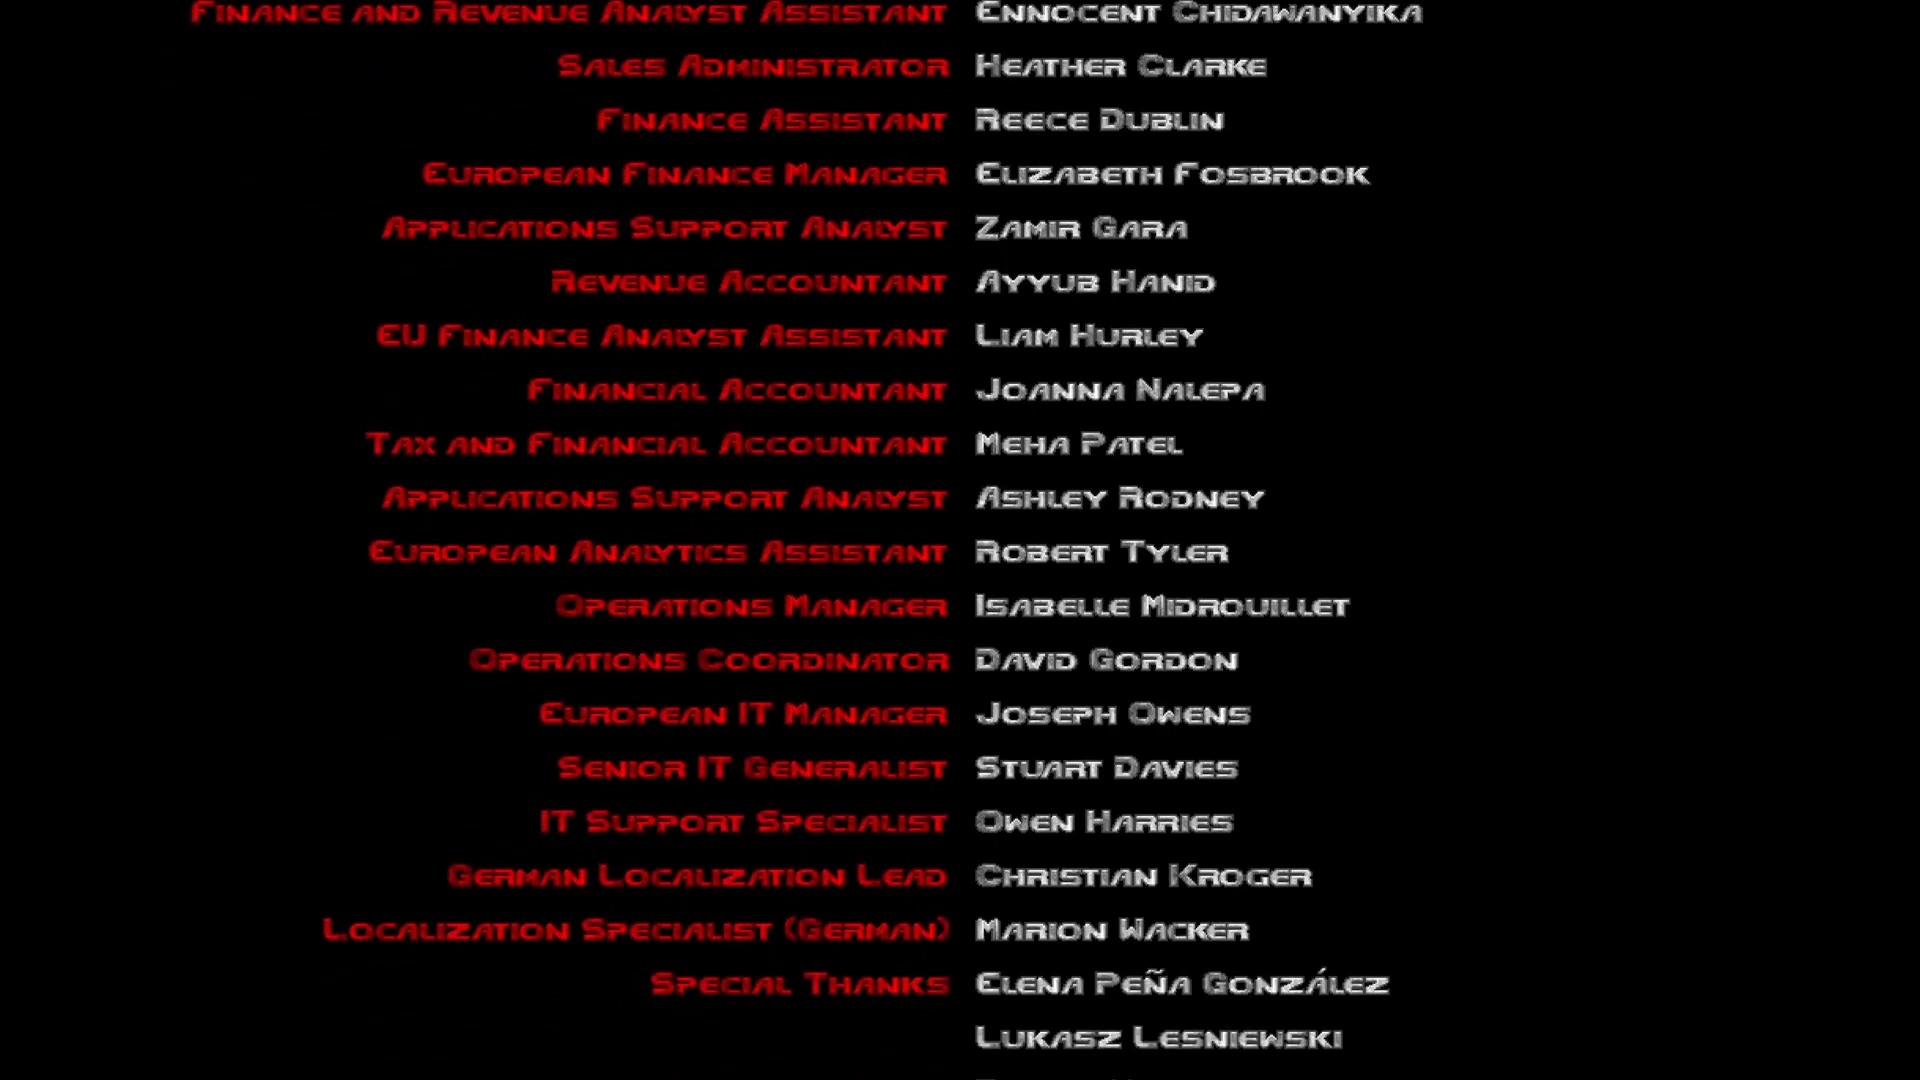 Finance and Revenue Analyst Assistant Ennocent Chidawanyika
Sales Administrator Heather Clarke
Finance Assistant Reece Dublin
European Finance Manager Elizabeth Fosbrook
Applications Support Analyst Zamir Gara
Revenue Accountant Ayyub Hanid
EU Finance Analyst Assistant Liam Hurley
Financial Accountant Joanna Nalepa
Tax and Financial Accountant Meha Patel
Applications Support Analyst Ashley Rodney
European Analytics Assistant Robert Tyler
Operations Manager Isabelle Midrouillet
Operations Coordinator David Gordon
European IT Manager Joseph Owens
Senior IT Generalist Stuart Davies
IT Support Specialist Owen Harries
German Localization Lead Christian Kroger
Localization Specialist (German) Marion Wacker
Special Thanks Elena Peña González
Lukasz Lesniewski